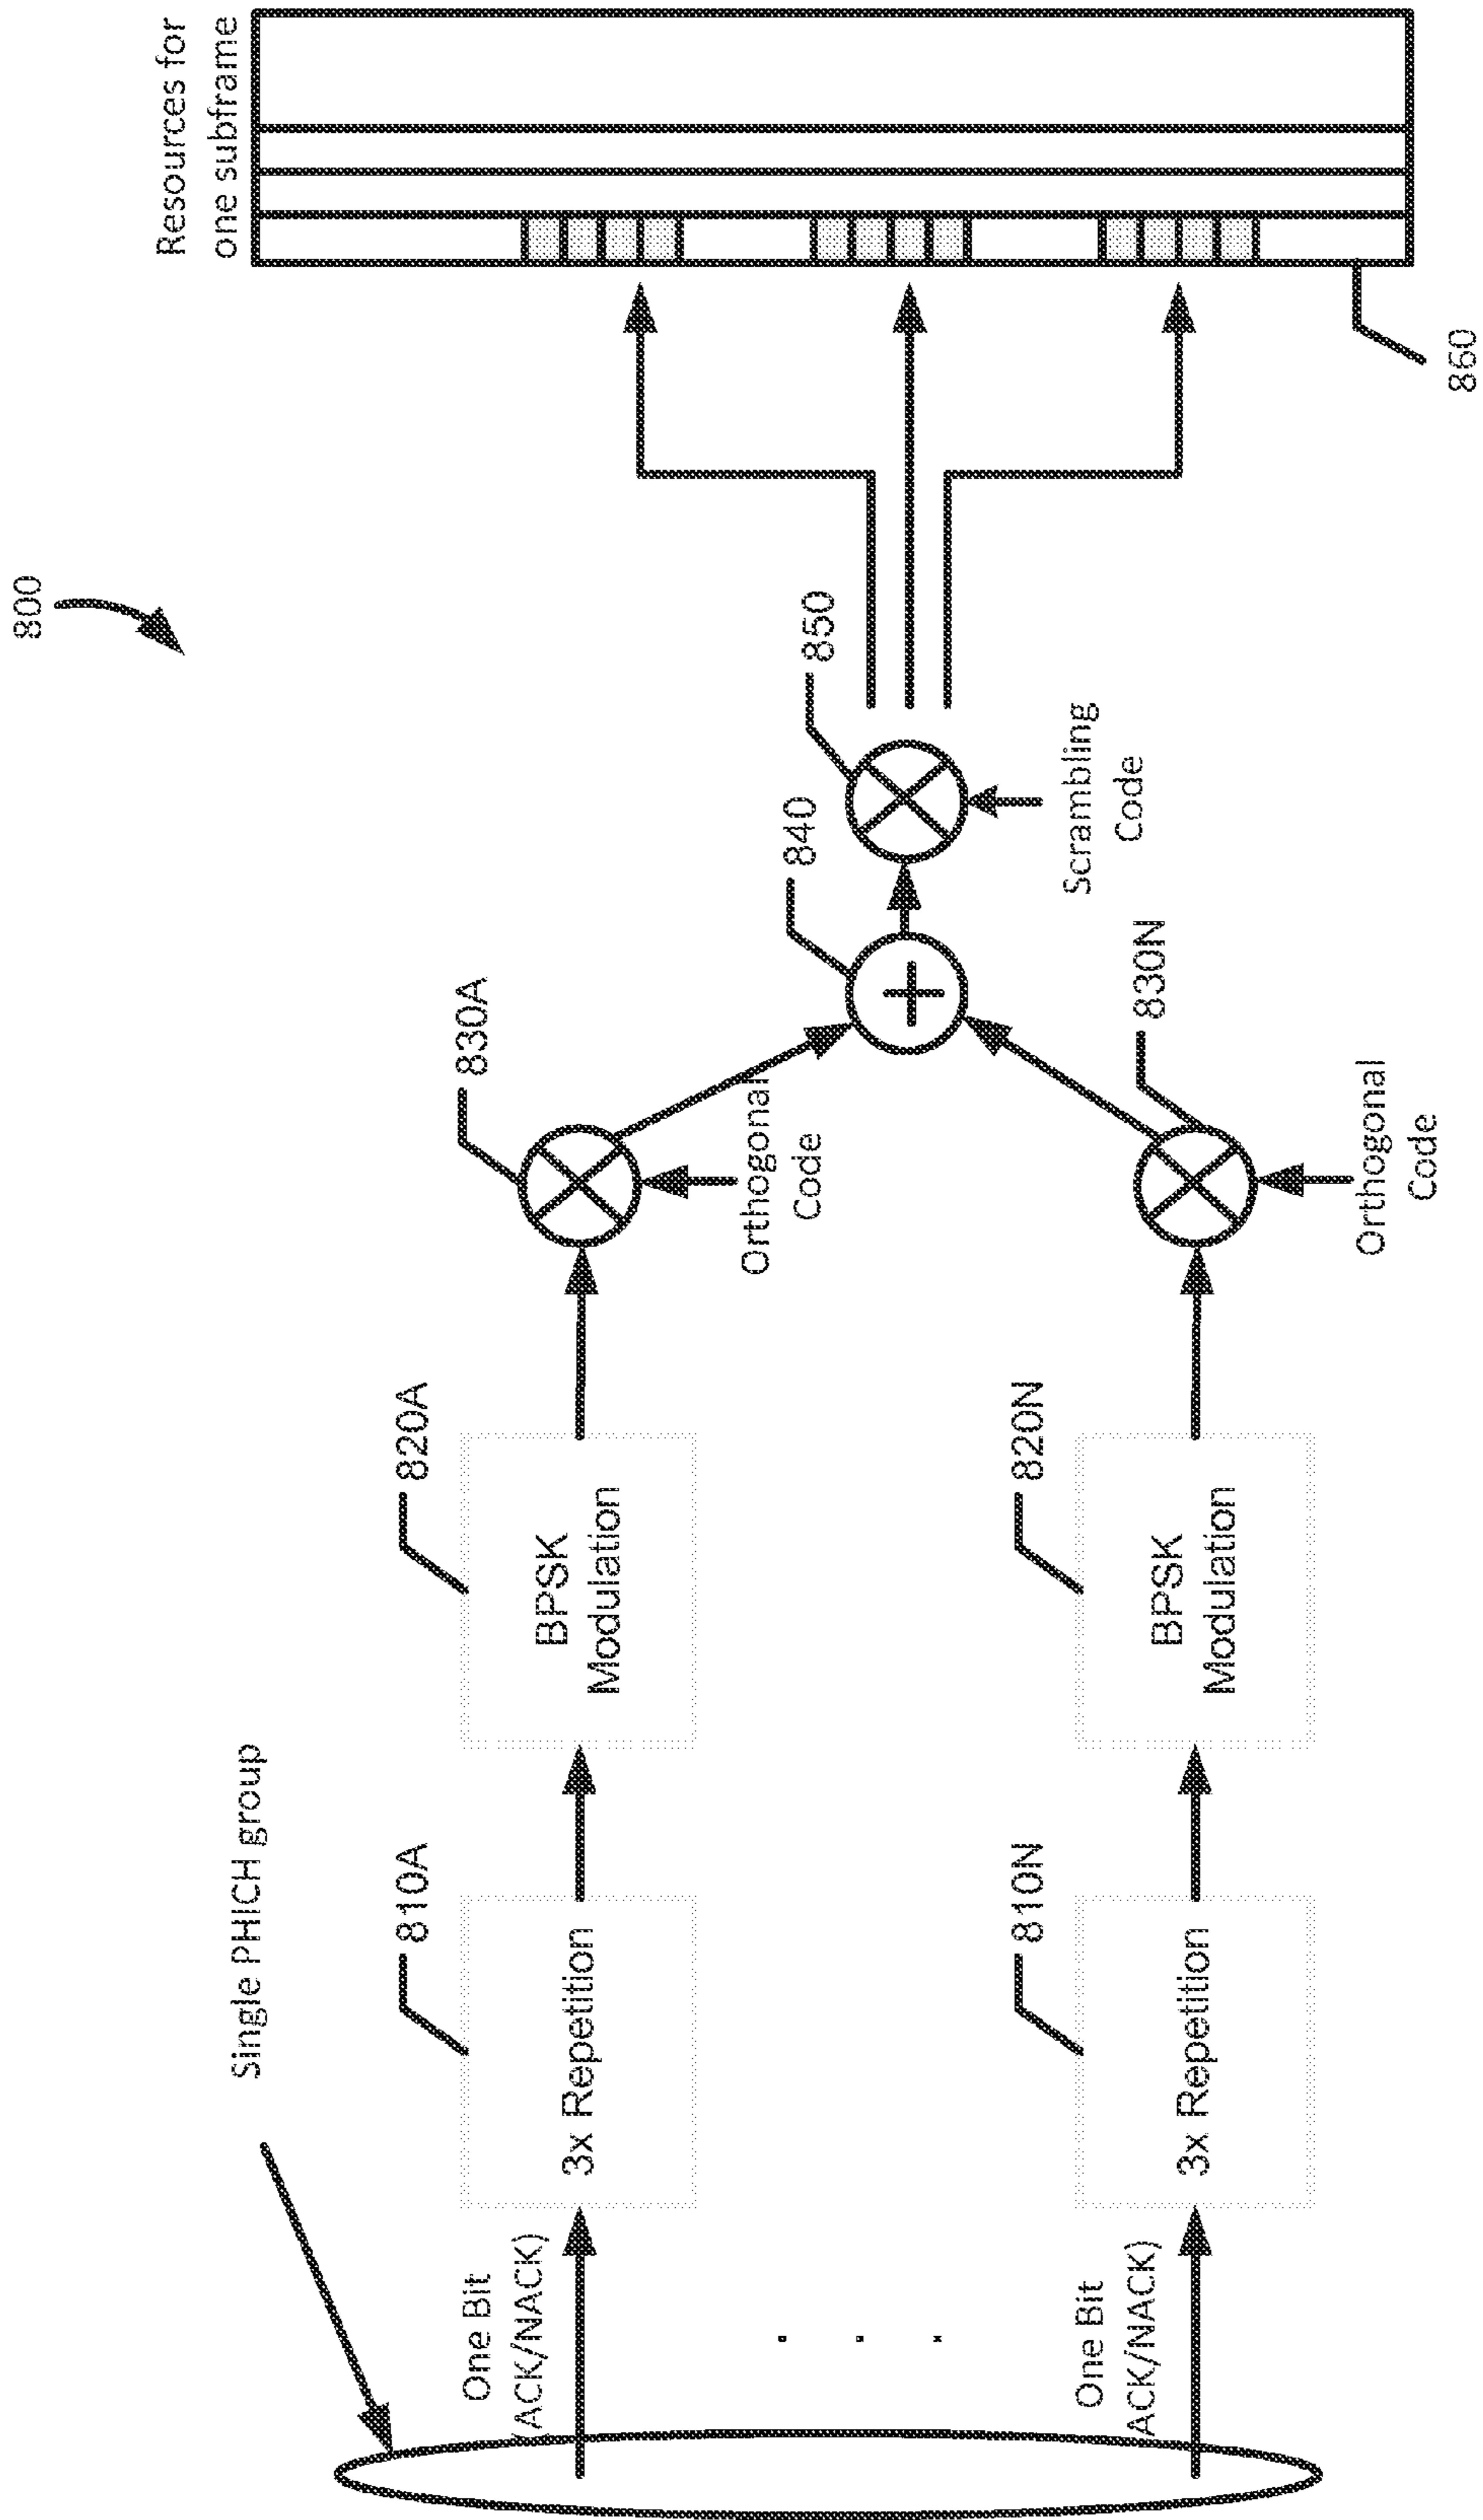 800
Resources for
one subframe
Single PHICH group
One Bit
(ACK/NACK)
810A
3x Repetition
820A
BPSK
Modulation
830A
Orthogonal
Code
840
850
Scrambling
Code
860
One Bit
ACK/NACK)
810N
3x Repetition
820N
BPSK
Modulation
830N
Orthogonal
Code